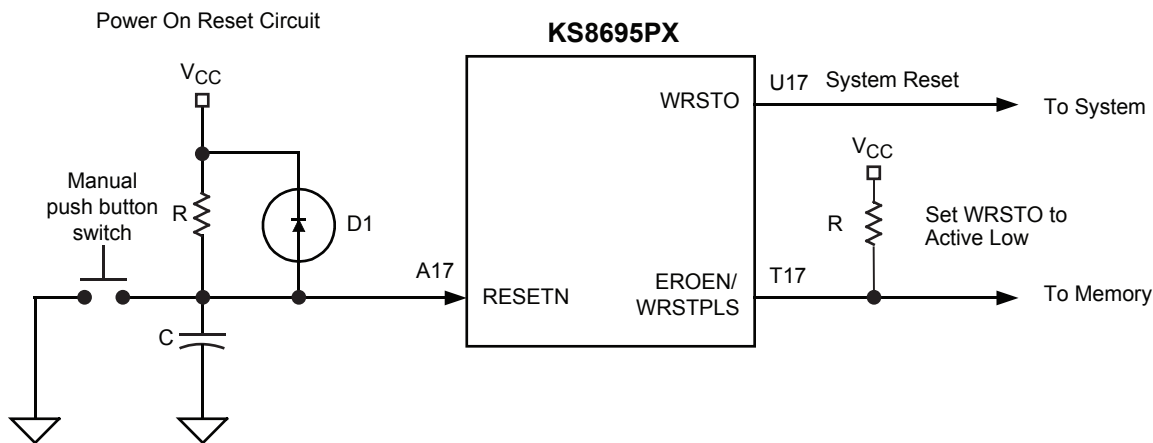 Power On Reset Circuit
KS8695PX
VCC
U17
System Reset
WRSTO
To System
VCC
Manual
push button
switch
R
D1
R
Set WRSTO to
Active Low
A17
RESETN
EROEN/
WRSTPLS
T17
To Memory
C